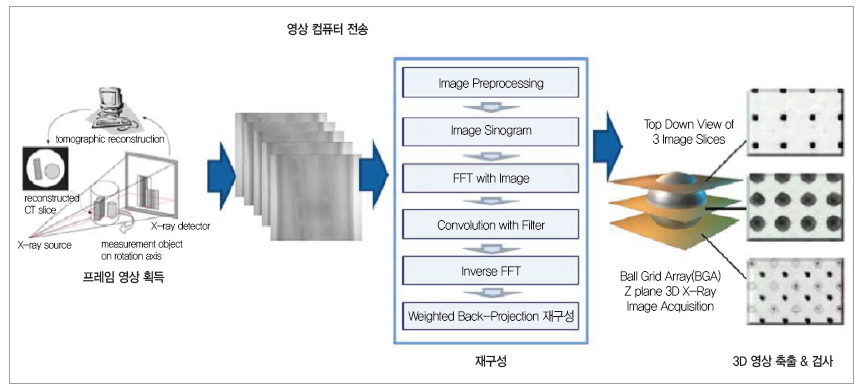 영상 컴퓨터 전송
tomographic reconstruction
reconstructed
CT slice
X-ray detector
X-ray source
measurement object
on rotation axis
프레임 영상 획득
Image Preprocessing
Image Sinogram
FFT with Image
Convolution with Filter
Inverse FFT
Weighted Back-Projection 재구성
재구성
Top Down View of
3 Image Slices
Ball Grid Array(BGA)
Z plane 3D X-Ray
Image Acquisition
3D 영상 축출 & 검사